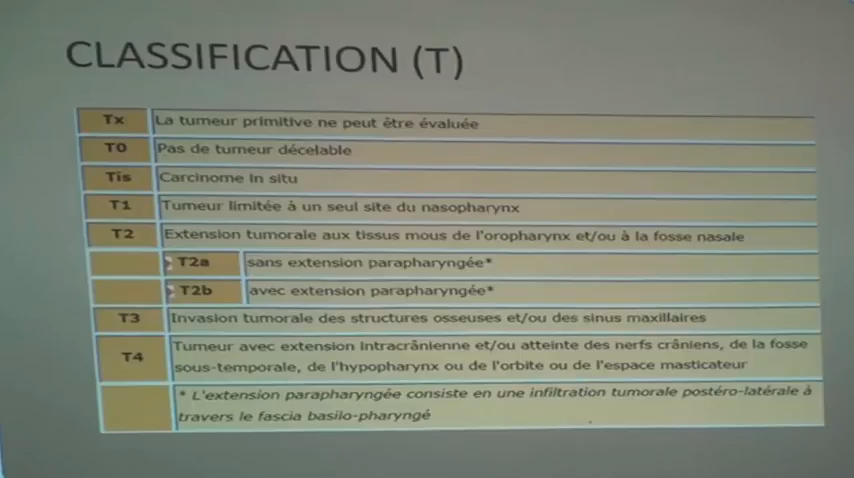 CLASSIFICATION (T)
Tx La tumeur primitive ne peut être évaluée
T0 Pas de tumeur décelable
Tis Carcinome in situ
T1 Tumeur limitée à un seul site du nasopharynx
T2 Extension tumorale aux tissus mous de l'oropharynx et/ou à la fosse nasale
T2a sans extension parapharyngée*
T2b avec extension parapharyngée*
T3 Invasion tumorale des structures osseuses et/ou des sinus maxillaires
T4 Tumeur avec extension intracrânienne et/ou atteinte des nerfs crâniens, de la fosse
sous-temporale, de l'hypopharynx ou de l'orbite ou de l'espace masticateur
* L'extension parapharyngée consiste en une infiltration tumorale postéro-latérale à
travers le fascia basilo-pharyngé